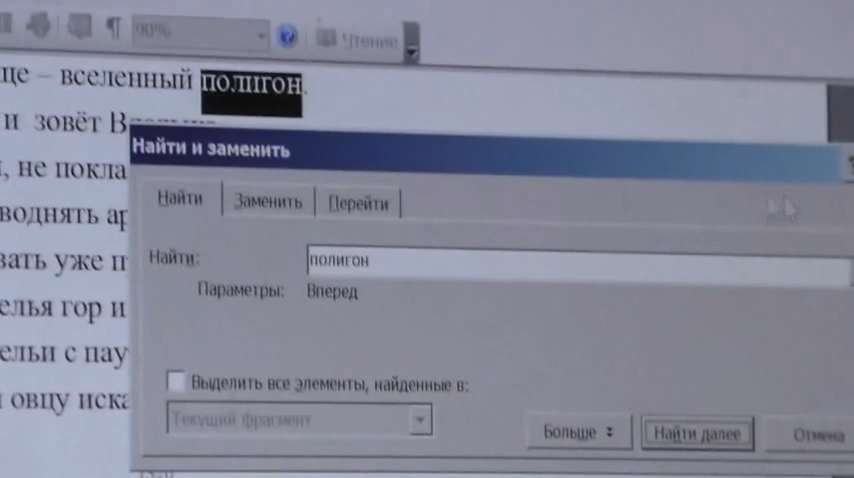 90% Чтение
це – вселенный полигон.
и зовёт В
Найти и заменить
, не покла
Найти Заменить Перейти
воднять ар
Найти: полигон
вать уже п
Параметры: Вперед
елья гор и
ельи с пау
Выделить все элементы, найденные в:
овцу иска
Текущий фрагмент
Больше Найти далее Отмена